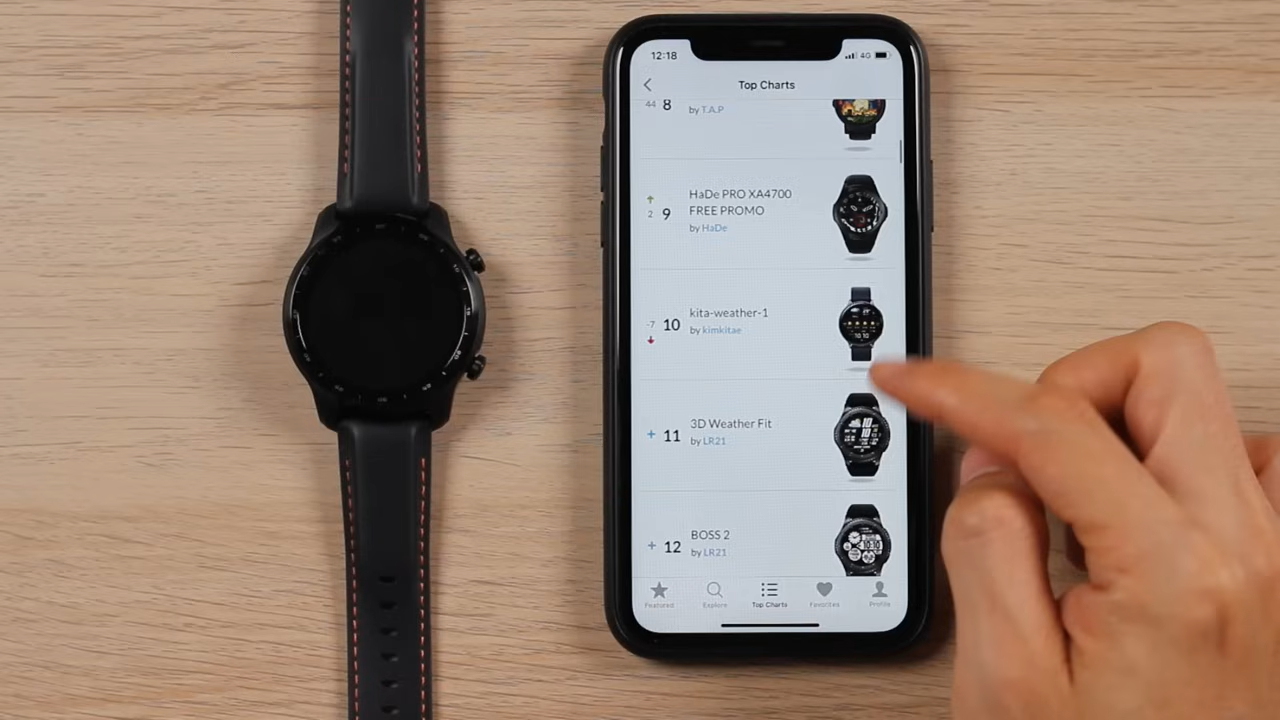 12:18
4G
Top Charts
44 8
by T.A.P
2 9
HaDe PRO XA4700
FREE PROMO
by HaDe
-7 10
kita-weather-1
by kimkitae
+ 11
3D Weather Fit
by LR21
+ 12
BOSS 2
by LR21
Featured
Explore
Top Charts
Favorites
Profile